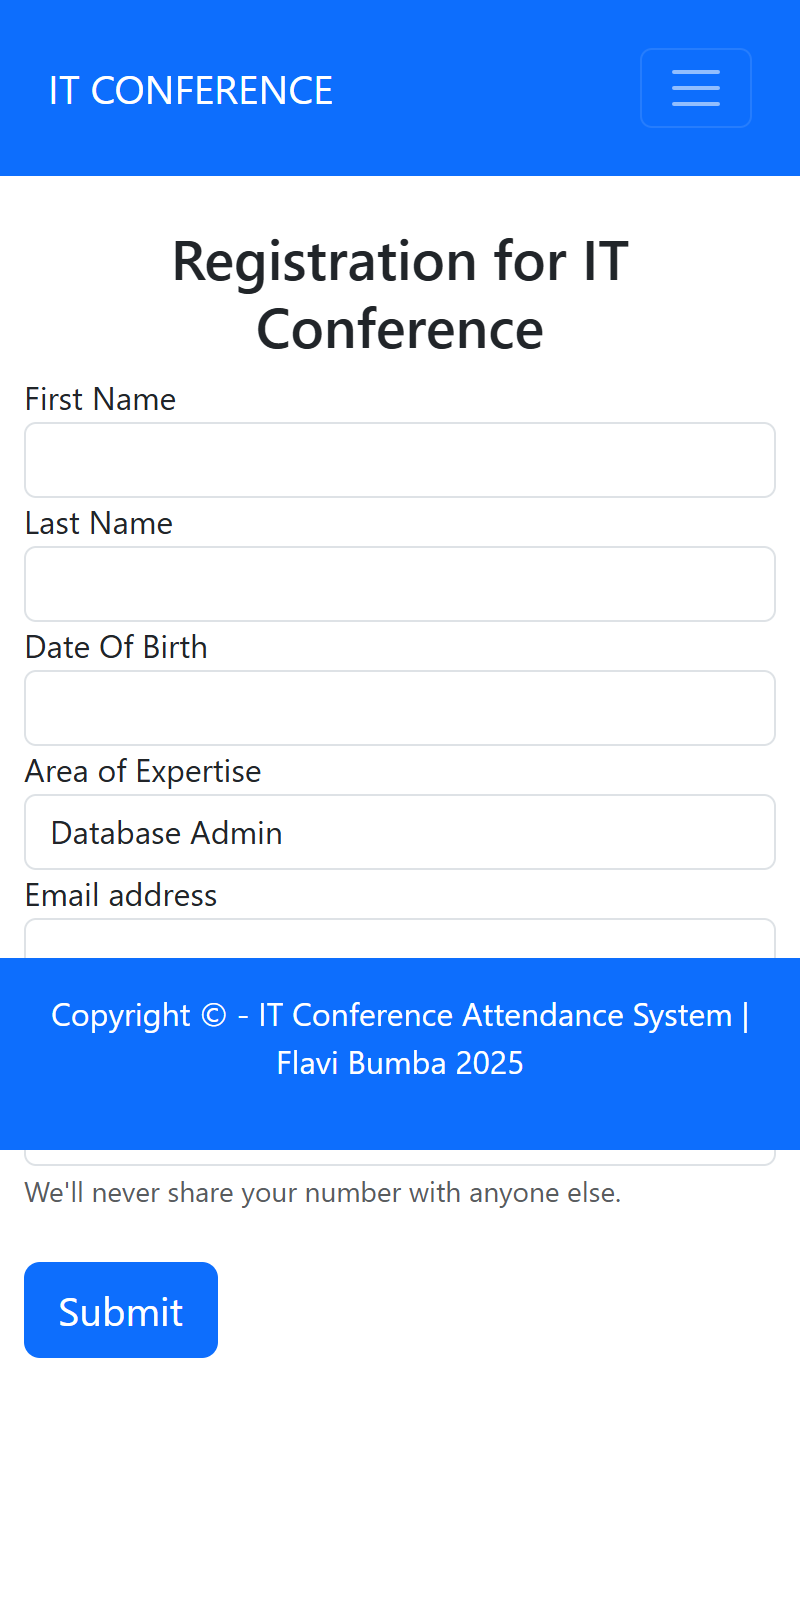 IT CONFERENCE
Registration for IT
Conference
First Name
Last Name
Date Of Birth
Area of Expertise
Database Admin
Email address
Copyright © - IT Conference Attendance System |
Flavi Bumba 2025
We'll never share your number with anyone else.
Submit